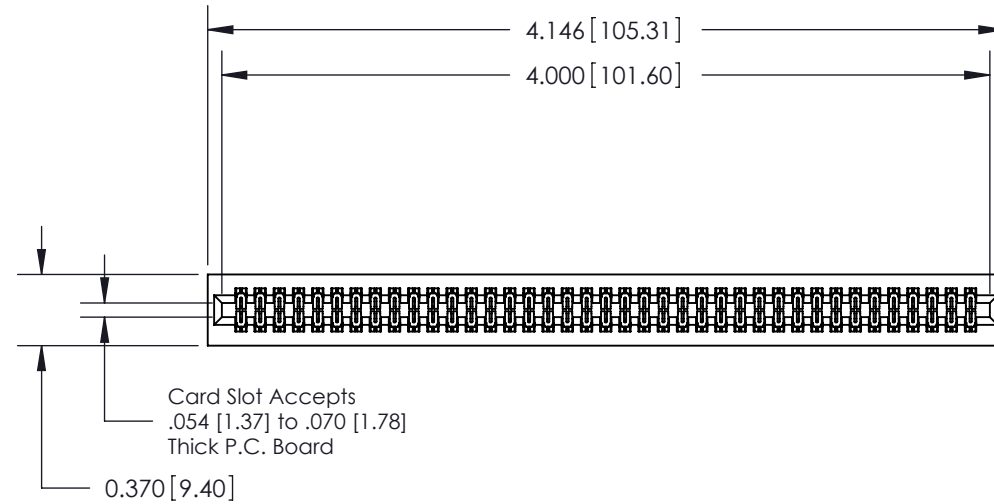 4.146 [105.31]
4.000 [101.60]
Card Slot Accepts
.054 [1.37] to .070 [1.78]
Thick P.C. Board
0.370 [9.40]